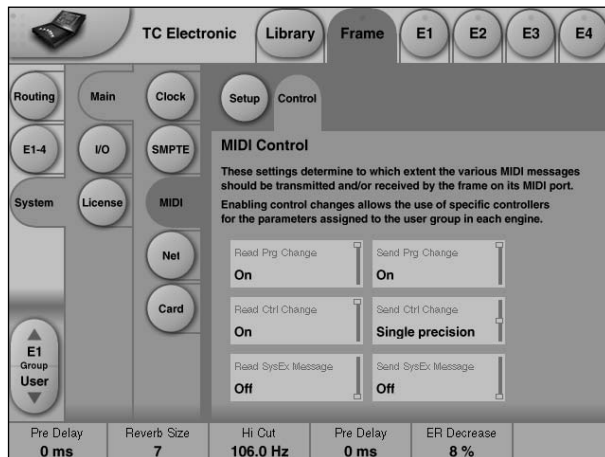 TC Electronic
Library
Frame
E1
E2
E3
E4
Routing
Main
Clock
Setup
Control
E1-4
I/O
SMPTE
System
License
MIDI
Net
Card
MIDI Control
These settings determine to which extent the various MIDI messages
should be transmitted and/or received by the frame on its MIDI port.
Enabling control changes allows the use of specific controllers
for the parameters assigned to the user group in each engine.
Read Prg Change
On
Send Prg Change
On
Read Ctrl Change
On
Send Ctrl Change
Single precision
Read SysEx Message
Off
Send SysEx Message
Off
E1
Group
User
Pre Delay
0 ms
Reverb Size
7
Hi Cut
106.0 Hz
Pre Delay
0 ms
ER Decrease
8 %